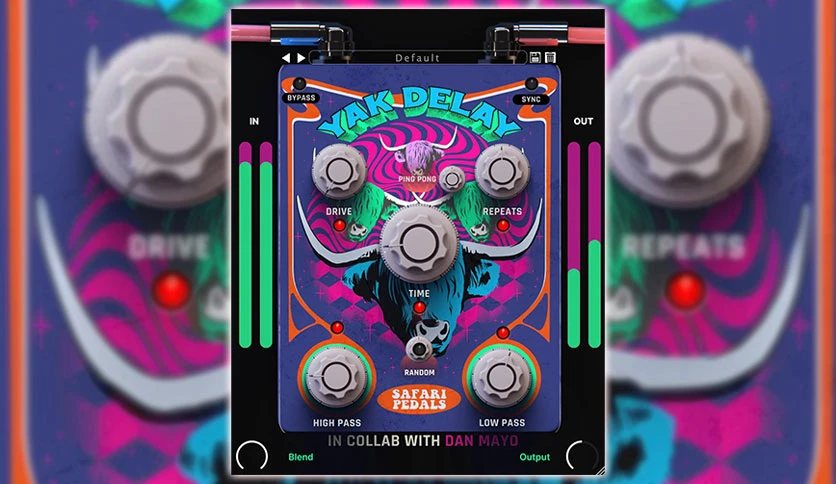 Default
BYPASS
SYNC
YAK DELAY
IN
OUT
PING PONG
DRIVE
REPEATS
TIME
RANDOM
SAFARI
PEDALS
HIGH PASS
LOW PASS
IN COLLAB WITH DAN MAYO
Blend
Output
DRIVE
REPEATS